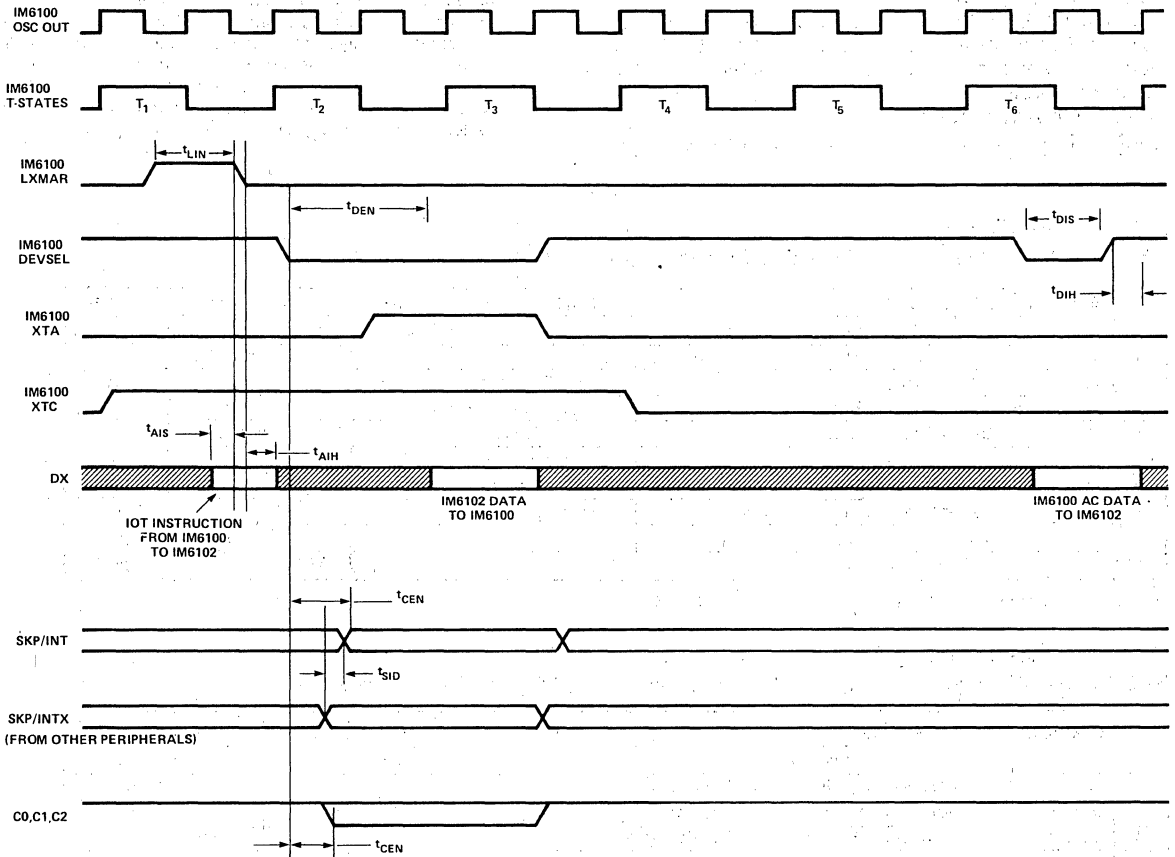 IM6100
OSC OUT
IM6100
T-STATES
T1
T2
T3
T4
T5
T6
IM6100
LXMAR
tLIN
tDEN
IM6100
DEVSEL
tDIS
tDIH
IM6100
XTA
IM6100
XTC
tAIS
tAIH
DX
IOT INSTRUCTION
FROM IM6100
TO IM6102
IM6102 DATA
TO IM6100
IM6100 AC DATA
TO IM6102
tCEN
SKP/INT
tSID
SKP/INTX
(FROM OTHER PERIPHERALS)
C0,C1,C2
tCEN